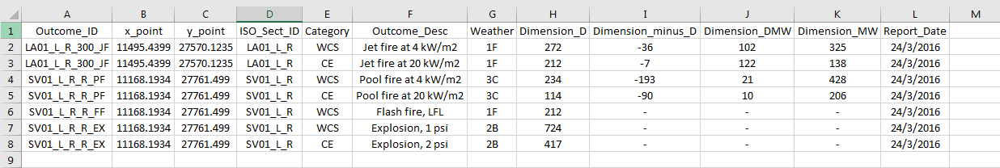 A B C D E F G H I J K L M
1 Outcome_ID x_point y_point ISO_Sect_ID Category Outcome_Desc Weather Dimension_D Dimension_minus_D Dimension_DMW Dimension_MW Report_Date
2 LA01_L_R_300_JF 11495.4399 27570.1235 LA01_L_R WCS Jet fire at 4 kW/m2 1F 272 -36 102 325 24/3/2016
3 LA01_L_R_300_JF 11495.4399 27570.1235 LA01_L_R CE Jet fire at 20 kW/m2 1F 212 -7 122 138 24/3/2016
4 SV01_L_R_R_PF 11168.1934 27761.499 SV01_L_R WCS Pool fire at 4 kW/m2 3C 234 -193 21 428 24/3/2016
5 SV01_L_R_R_PF 11168.1934 27761.499 SV01_L_R CE Pool fire at 20 kW/m2 3C 114 -90 10 206 24/3/2016
6 SV01_L_R_R_FF 11168.1934 27761.499 SV01_L_R WCS Flash fire, LFL 1F 212 - - - 24/3/2016
7 SV01_L_R_R_EX 11168.1934 27761.499 SV01_L_R WCS Explosion, 1 psi 2B 724 - - - 24/3/2016
8 SV01_L_R_R_EX 11168.1934 27761.499 SV01_L_R CE Explosion, 2 psi 2B 417 - - - 24/3/2016
9